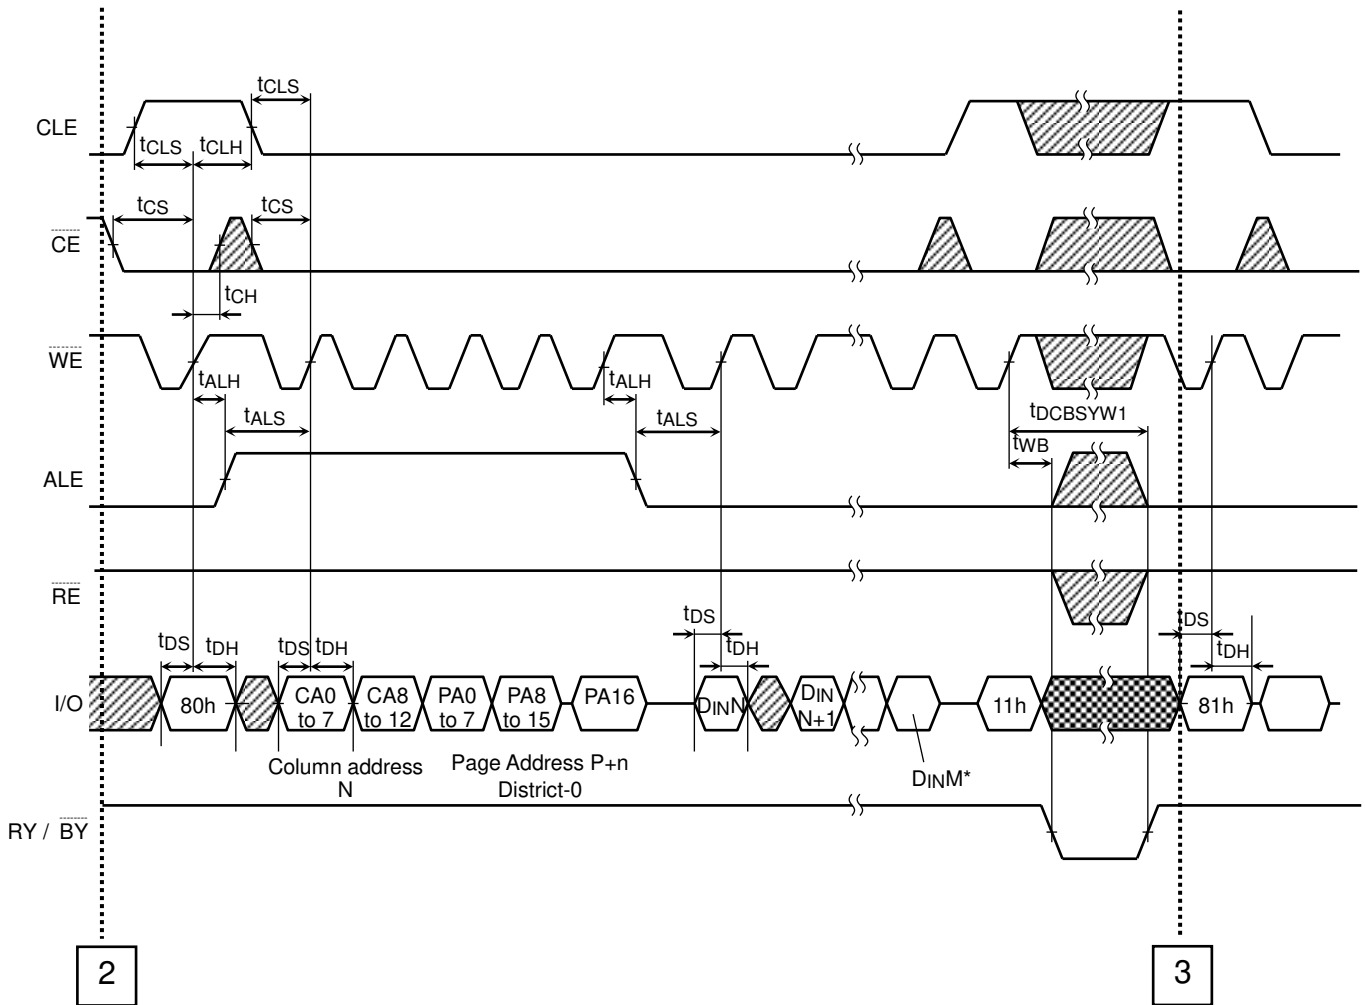 tCLS
CLE
tCLS
tCLH
tCS
tCS
CE
tCH
WE
tALH
tALH
tDCBSYW1
tALS
tALS
tWB
ALE
RE
tDS
tDH
tDS
tDH
tDS
tDH
tDS
tDH
I/O
80h
CA0
to 7
CA8
to 12
PA0
to 7
PA8
to 15
PA16
DINN
DIN
N+1
11h
81h
Column address
N
Page Address P+n
District-0
DINM*
RY / BY
2
3